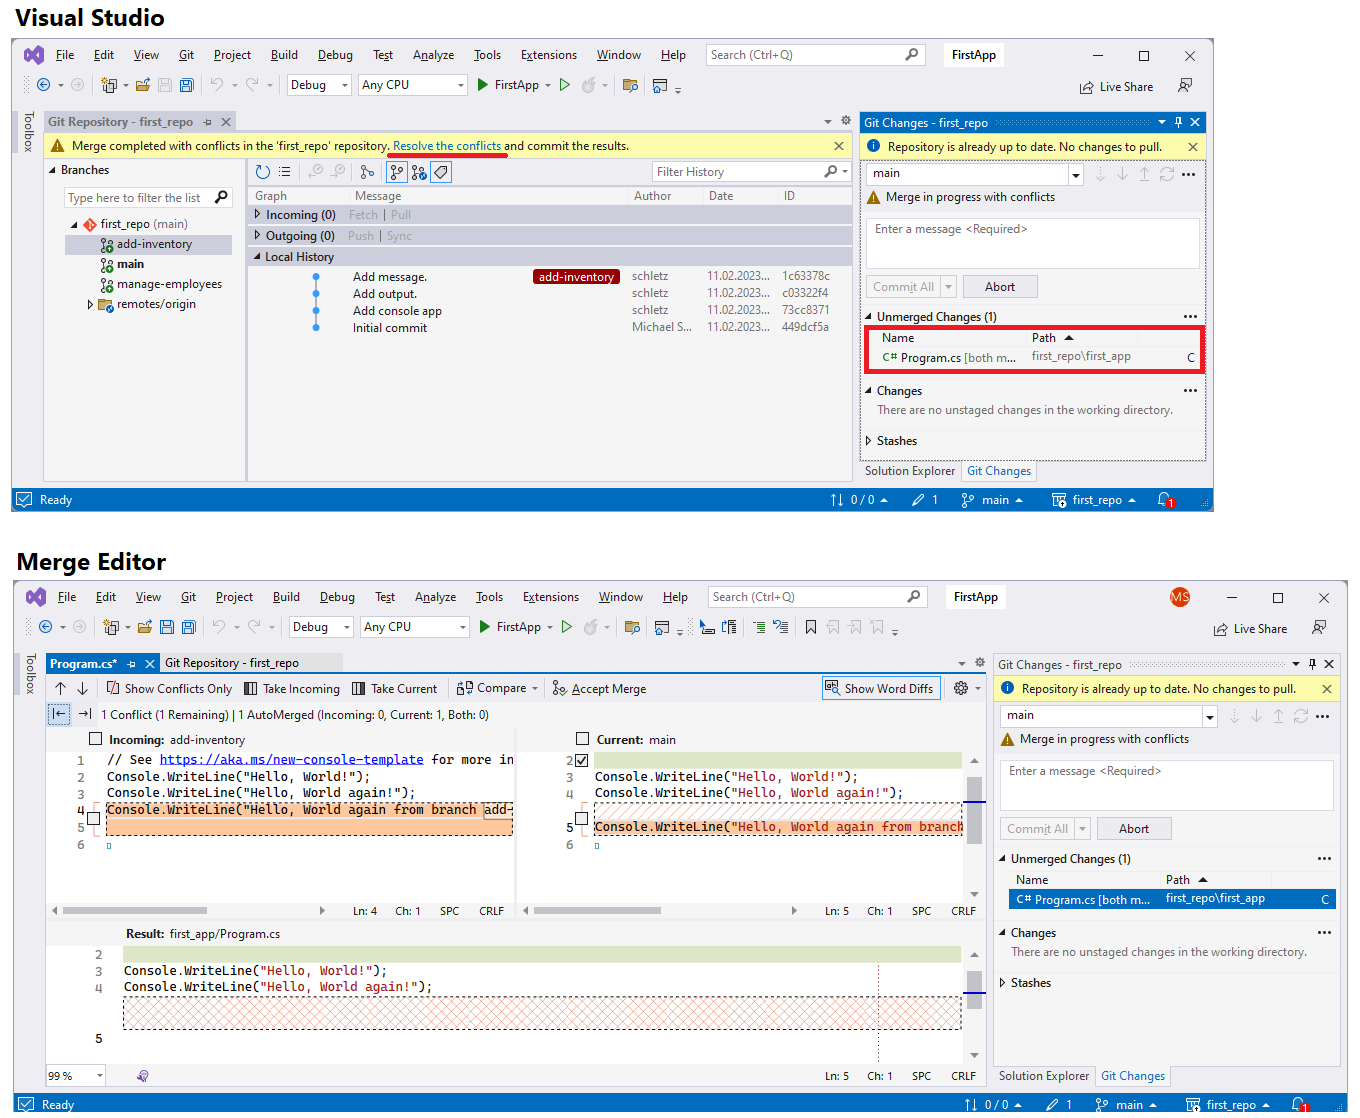 Visual Studio
File Edit View Git Project Build Debug Test Analyze Tools Extensions Window Help Search (Ctrl+Q) FirstApp
Debug Any CPU FirstApp Live Share
Toolbox
Git Repository - first_repo
Merge completed with conflicts in the 'first_repo' repository. Resolve the conflicts and commit the results.
Branches
Type here to filter the list
first_repo (main)
add-inventory
main
manage-employees
remotes/origin
Filter History
Graph Message Author Date ID
Incoming (0) Fetch | Pull
Outgoing (0) Push | Sync
Local History
Add message. add-inventory schletz 11.02.2023... 1c63378c
Add output. schletz 11.02.2023... c03322f4
Add console app schletz 11.02.2023... 73cc8371
Initial commit Michael S... 11.02.2023... 449dcf5a
Git Changes - first_repo
Repository is already up to date. No changes to pull.
main
Merge in progress with conflicts
Enter a message <Required>
Commit All Abort
Unmerged Changes (1)
Name Path
C# Program.cs [both m... first_repo\first_app C
Changes
There are no unstaged changes in the working directory.
Stashes
Solution Explorer Git Changes
Ready 0 / 0 1 main first_repo 1
Merge Editor
File Edit View Git Project Build Debug Test Analyze Tools Extensions Window Help Search (Ctrl+Q) FirstApp MS
Debug Any CPU FirstApp Live Share
Toolbox
Program.cs* Git Repository - first_repo
Show Conflicts Only Take Incoming Take Current Compare Accept Merge Show Word Diffs
1 Conflict (1 Remaining) | 1 AutoMerged (Incoming: 0, Current: 1, Both: 0)
Incoming: add-inventory
1 // See https://aka.ms/new-console-template for more in
2 Console.WriteLine("Hello, World!");
3 Console.WriteLine("Hello, World again!");
4 Console.WriteLine("Hello, World again from branch add-
5
6
Ln: 4 Ch: 1 SPC CRLF
Current: main
2
3 Console.WriteLine("Hello, World!");
4 Console.WriteLine("Hello, World again!");
5 Console.WriteLine("Hello, World again from branch
6
Ln: 5 Ch: 1 SPC CRLF
Result: first_app/Program.cs
2
3 Console.WriteLine("Hello, World!");
4 Console.WriteLine("Hello, World again!");
5
99 % Ln: 5 Ch: 1 SPC CRLF
Git Changes - first_repo
Repository is already up to date. No changes to pull.
main
Merge in progress with conflicts
Enter a message <Required>
Commit All Abort
Unmerged Changes (1)
Name Path
C# Program.cs [both m... first_repo\first_app C
Changes
There are no unstaged changes in the working directory.
Stashes
Solution Explorer Git Changes
Ready 0 / 0 1 main first_repo 1